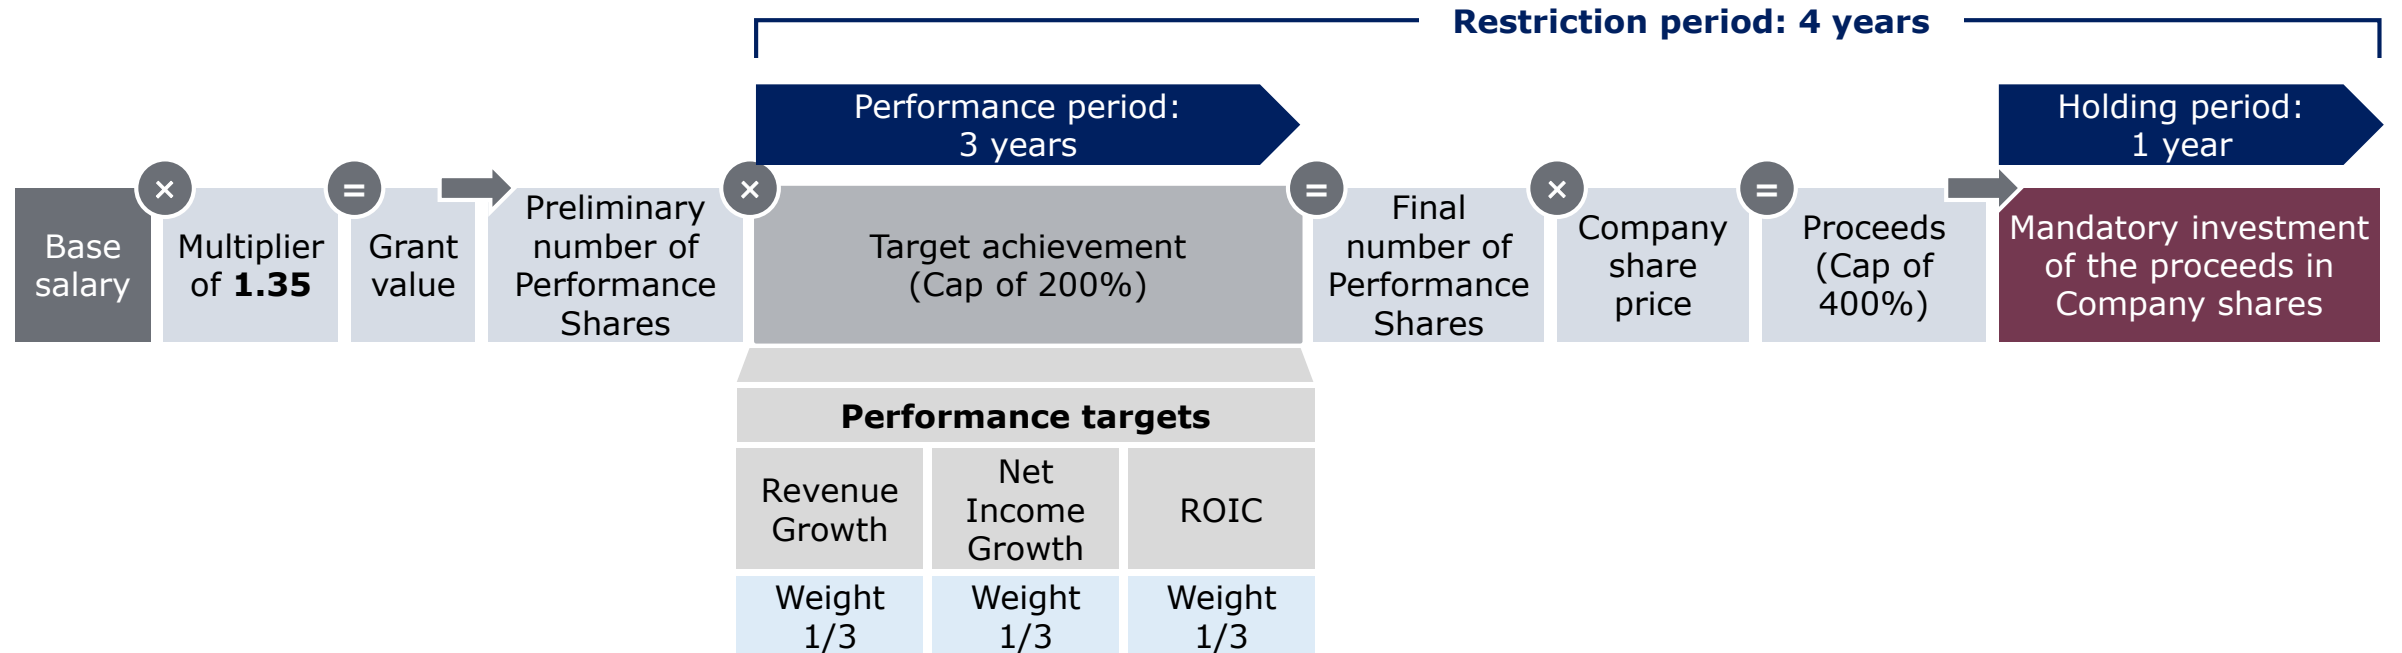 Restriction period: 4 years
Performance period:
3 years
Holding period:
1 year
Base
salary
×
Multiplier
of 1.35
=
Grant
value
Preliminary
number of
Performance
Shares
×
Target achievement
(Cap of 200%)
=
Final
number of
Performance
Shares
×
Company
share
price
=
Proceeds
(Cap of
400%)
Mandatory investment
of the proceeds in
Company shares
Performance targets
Revenue
Growth
Net
Income
Growth
ROIC
Weight
1/3
Weight
1/3
Weight
1/3